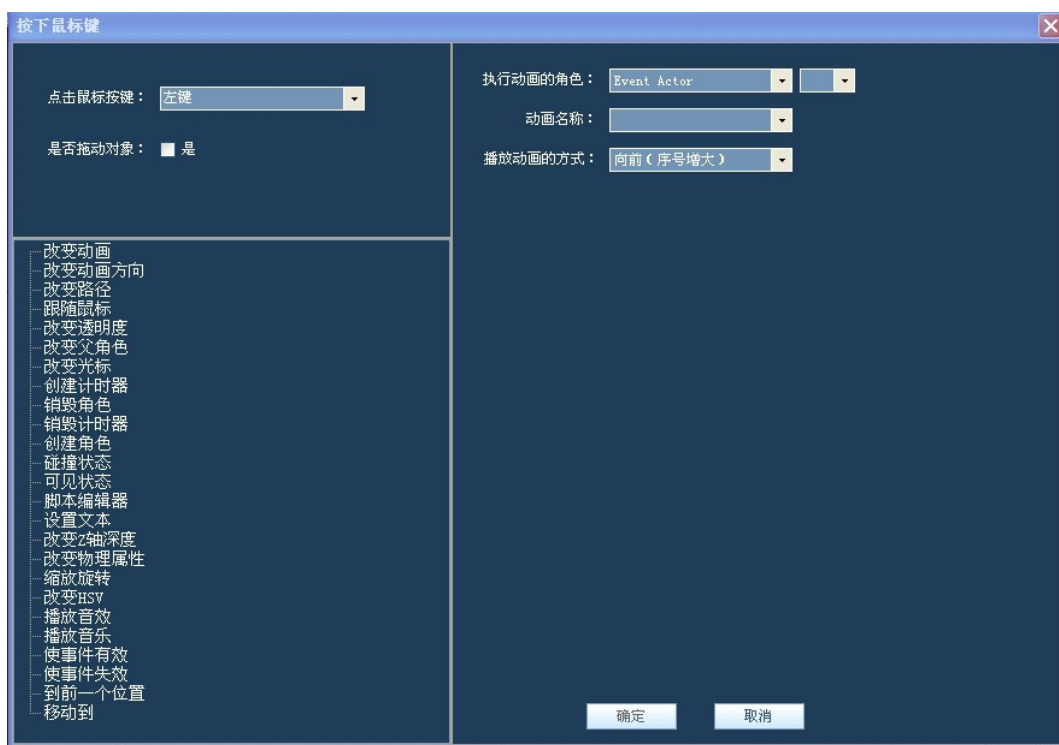 按下鼠标键
点击鼠标按键： 左键
是否拖动对象： 是
执行动画的角色： Event Actor
动画名称：
播放动画的方式： 向前（序号增大）
改变动画
改变动画方向
改变路径
跟随鼠标
改变透明度
改变父角色
改变光标
创建计时器
销毁角色
销毁计时器
创建角色
碰撞状态
可见状态
脚本编辑器
设置文本
改变Z轴深度
改变物理属性
缩放旋转
改变HSV
播放音效
播放音乐
使事件有效
使事件失效
到前一个位置
移动到
确定 取消